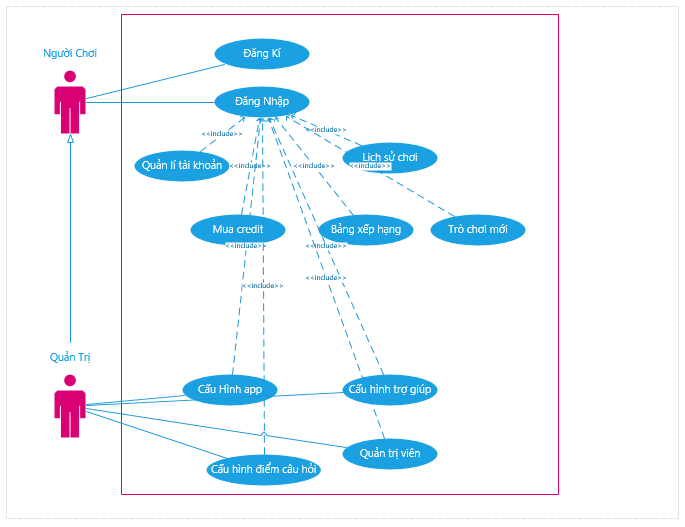 Người Chơi
Đăng Kí
Đăng Nhập
<<include>>
<<include>>
Quản lí tài khoản
<<include>>
Lịch sử chơi
<<include>>
<<include>>
Mua credit
Bảng xếp hạng
Trò chơi mới
<<include>>
<<include>>
<<include>>
<<include>>
Quản Trị
Cấu Hình app
Cấu hình trợ giúp
Quản trị viên
Cấu hình điểm câu hỏi